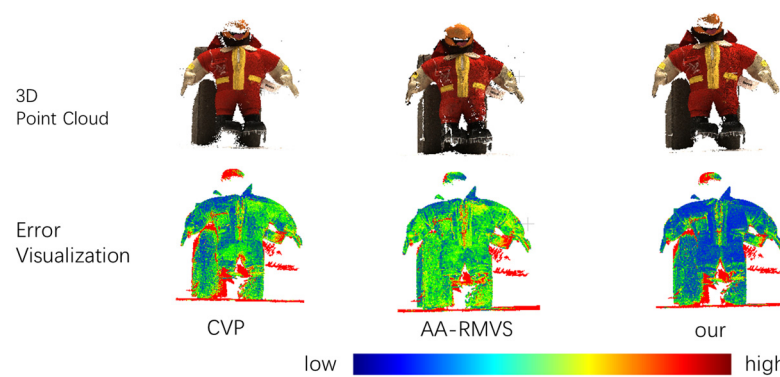 3D
Point Cloud
Error
Visualization
CVP
AA-RMVS
our
low
high